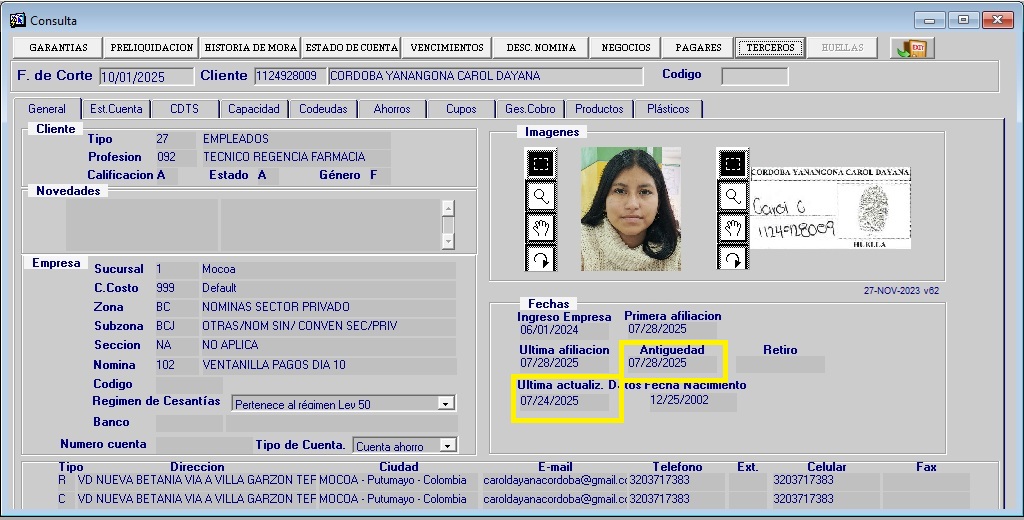 Consulta
GARANTIAS PRELIQUIDACION HISTORIA DE MORA ESTADO DE CUENTA VENCIMIENTOS DESC. NOMINA NEGOCIOS PAGARES TERCEROS HUELLAS EXIT
F. de Corte 10/01/2025 Cliente 1124928009 CORDOBA YANANGONA CAROL DAYANA Codigo
General Est.Cuenta CDTS Capacidad Codeudas Ahorros Cupos Ges.Cobro Productos Plásticos
Cliente
Tipo 27 EMPLEADOS
Profesion 092 TECNICO REGENCIA FARMACIA
Calificacion A Estado A Género F
Novedades
Empresa
Sucursal 1 Mocoa
C.Costo 999 Default
Zona BC NOMINAS SECTOR PRIVADO
Subzona BCJ OTRAS/NOM SIN/ CONVEN SEC/PRIV
Seccion NA NO APLICA
Nomina 102 VENTANILLA PAGOS DIA 10
Codigo
Regimen de Cesantías Pertenece al régimen Ley 50
Banco
Numero cuenta Tipo de Cuenta. Cuenta ahorro
Imagenes
CORDOBA YANANGONA CAROL DAYANA
Carol C
1124928009
HUELLA
27-NOV-2023 v62
Fechas
Ingreso Empresa Primera afiliacion
06/01/2024 07/28/2025
Ultima afiliacion Antiguedad Retiro
07/28/2025 07/28/2025
Ultima actualiz. Datos Fecha Nacimiento
07/24/2025 12/25/2002
Tipo Direccion Ciudad E-mail Telefono Ext. Celular Fax
R VD NUEVA BETANIA VIA A VILLA GARZON TEF MOCOA - Putumayo - Colombia caroldayanacordoba@gmail.cc 3203717383 3203717383
C VD NUEVA BETANIA VIA A VILLA GARZON TEF MOCOA - Putumayo - Colombia caroldayanacordoba@gmail.cc 3203717383 3203717383